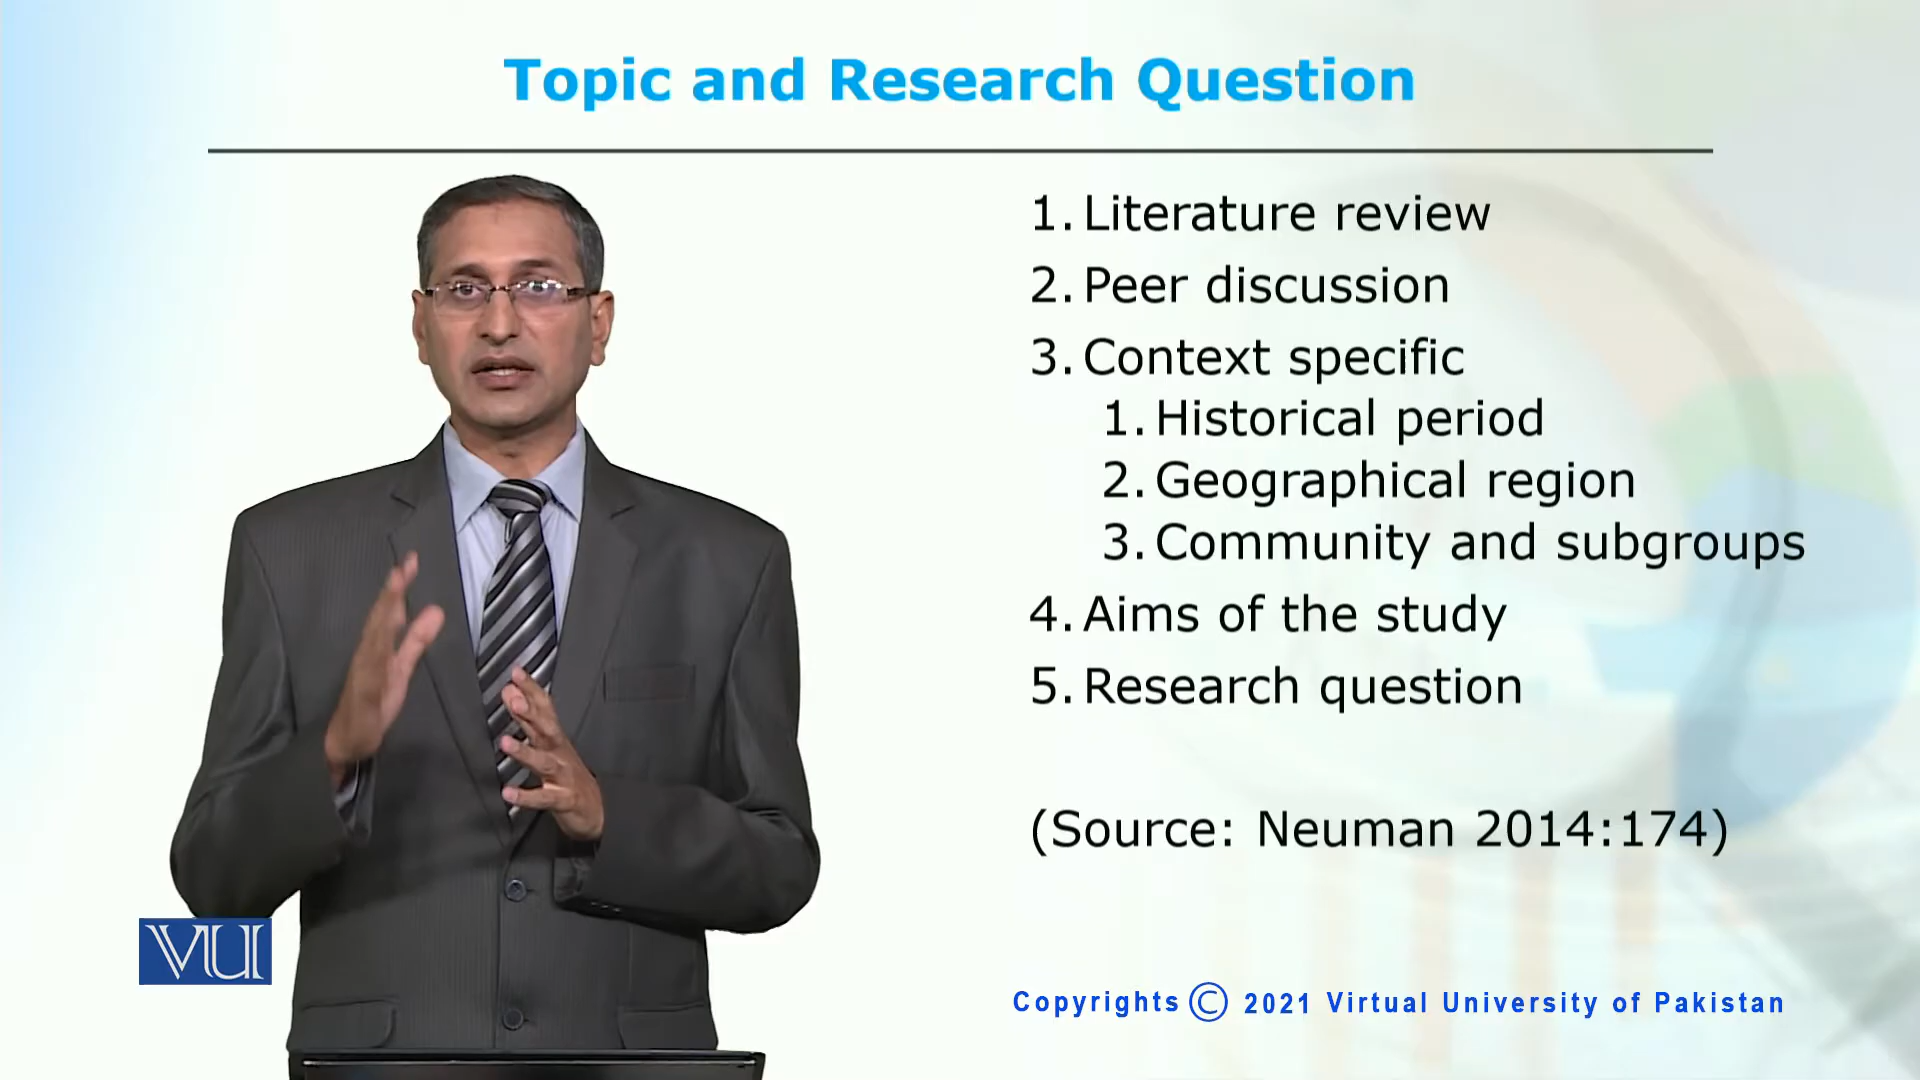 Topic and Research Question
1. Literature review
2. Peer discussion
3. Context specific
1. Historical period
2. Geographical region
3. Community and subgroups
4. Aims of the study
5. Research question
(Source: Neuman 2014:174)
VU
Copyrights © 2021 Virtual University of Pakistan